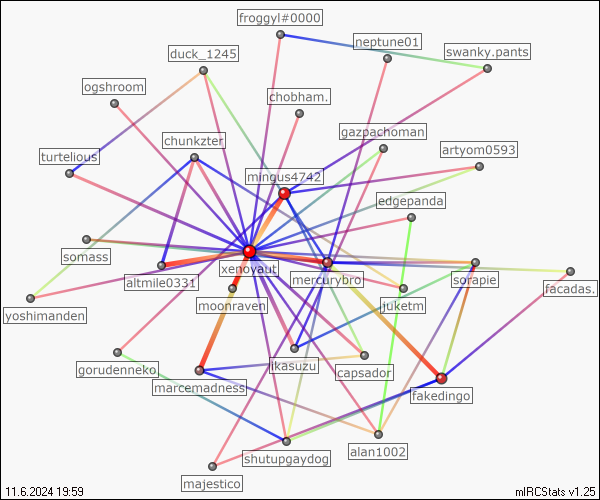 froggyl#0000
neptune01
duck_1245
swanky.pants
ogshroom
chobham.
gazpachoman
chunkzter
artyom0593
turtelious
mingus4742
edgepanda
somass
xenovaut
mercurybro
sorapie
altmile0331
facadas.
juketm
moonraven
yoshimanden
ikasuzu
gorudenneko
capsador
marcemadness
fakedingo
alan1002
shutupgaydog
majestico
11.6.2024 19:59
mIRCStats v1.25